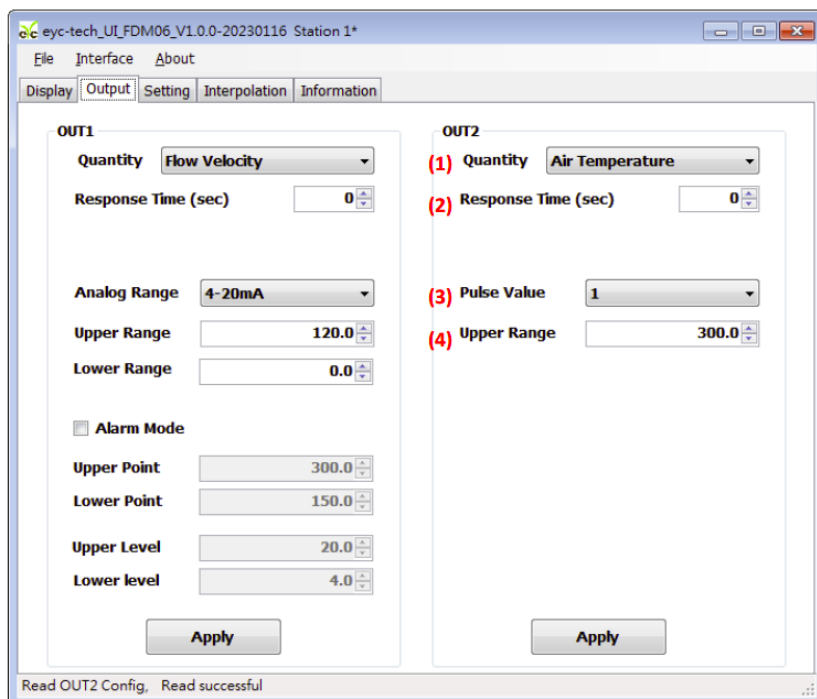 eyc-tech_UI_FDM06_V1.0.0-20230116 Station 1*
File Interface About
Display Output Setting Interpolation Information
OUT1
Quantity Flow Velocity
Response Time (sec) 0
Analog Range 4-20mA
Upper Range 120.0
Lower Range 0.0
Alarm Mode
Upper Point 300.0
Lower Point 150.0
Upper Level 20.0
Lower level 4.0
Apply
OUT2
(1) Quantity Air Temperature
(2) Response Time (sec) 0
(3) Pulse Value 1
(4) Upper Range 300.0
Apply
Read OUT2 Config, Read successful